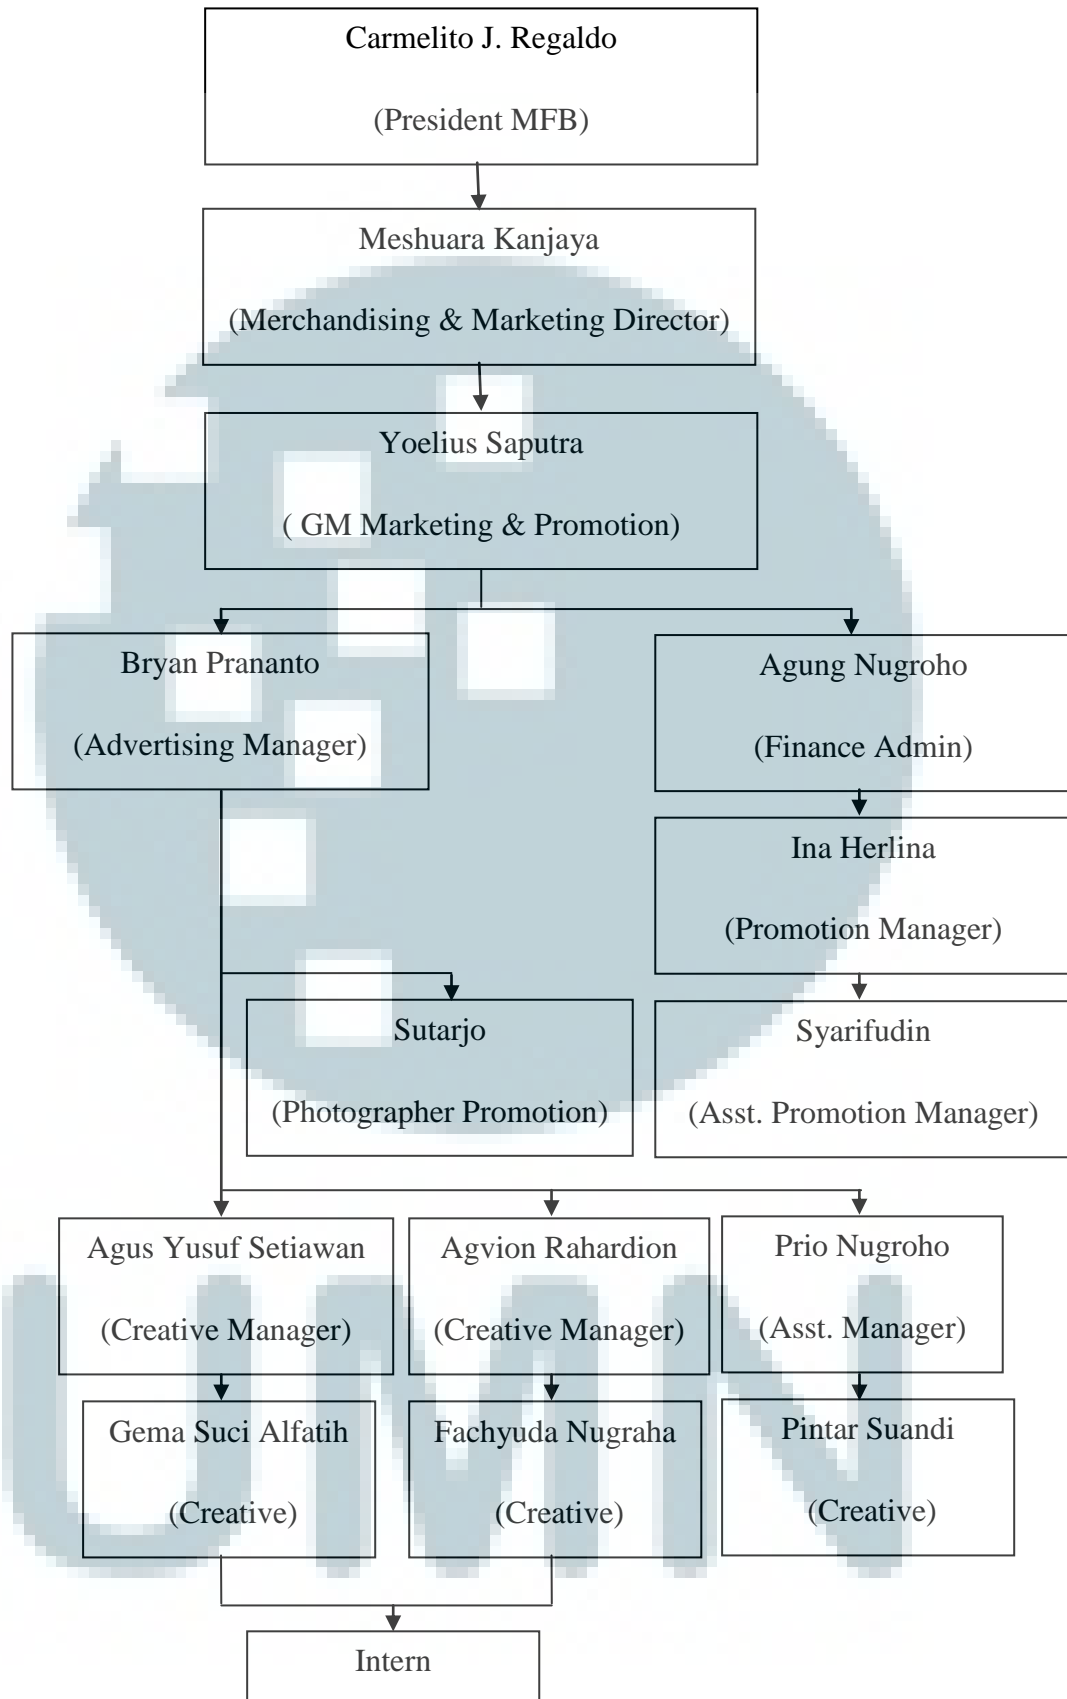 Carmelito J. Regaldo
(President MFB)
Meshuara Kanjaya
(Merchandising & Marketing Director)
Yoelius Saputra
( GM Marketing & Promotion)
Bryan Prananto
(Advertising Manager)
Agung Nugroho
(Finance Admin)
Ina Herlina
(Promotion Manager)
Sutarjo
(Photographer Promotion)
Syarifudin
(Asst. Promotion Manager)
Agus Yusuf Setiawan
(Creative Manager)
Agvion Rahardion
(Creative Manager)
Prio Nugroho
(Asst. Manager)
Gema Suci Alfatih
(Creative)
Fachyuda Nugraha
(Creative)
Pintar Suandi
(Creative)
Intern
UMN